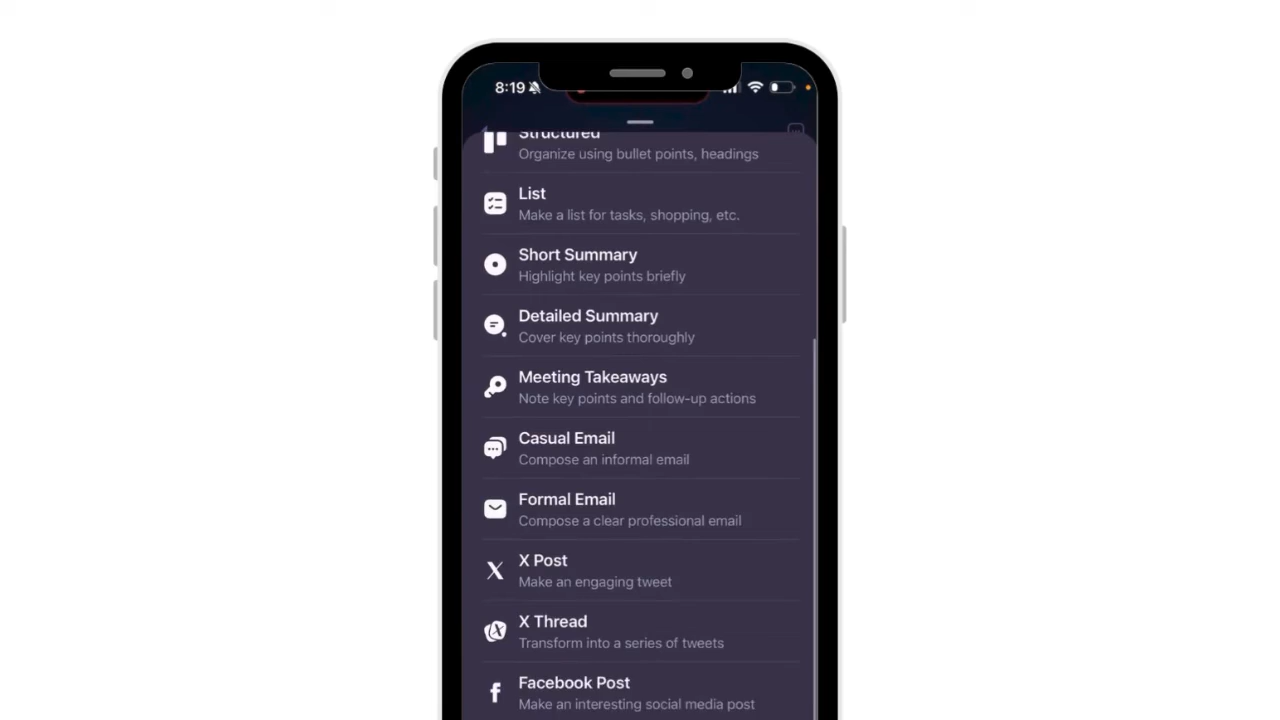 8:19
Structured
Organize using bullet points, headings
List
Make a list for tasks, shopping, etc.
Short Summary
Highlight key points briefly
Detailed Summary
Cover key points thoroughly
Meeting Takeaways
Note key points and follow-up actions
Casual Email
Compose an informal email
Formal Email
Compose a clear professional email
X Post
Make an engaging tweet
X Thread
Transform into a series of tweets
Facebook Post
Make an interesting social media post